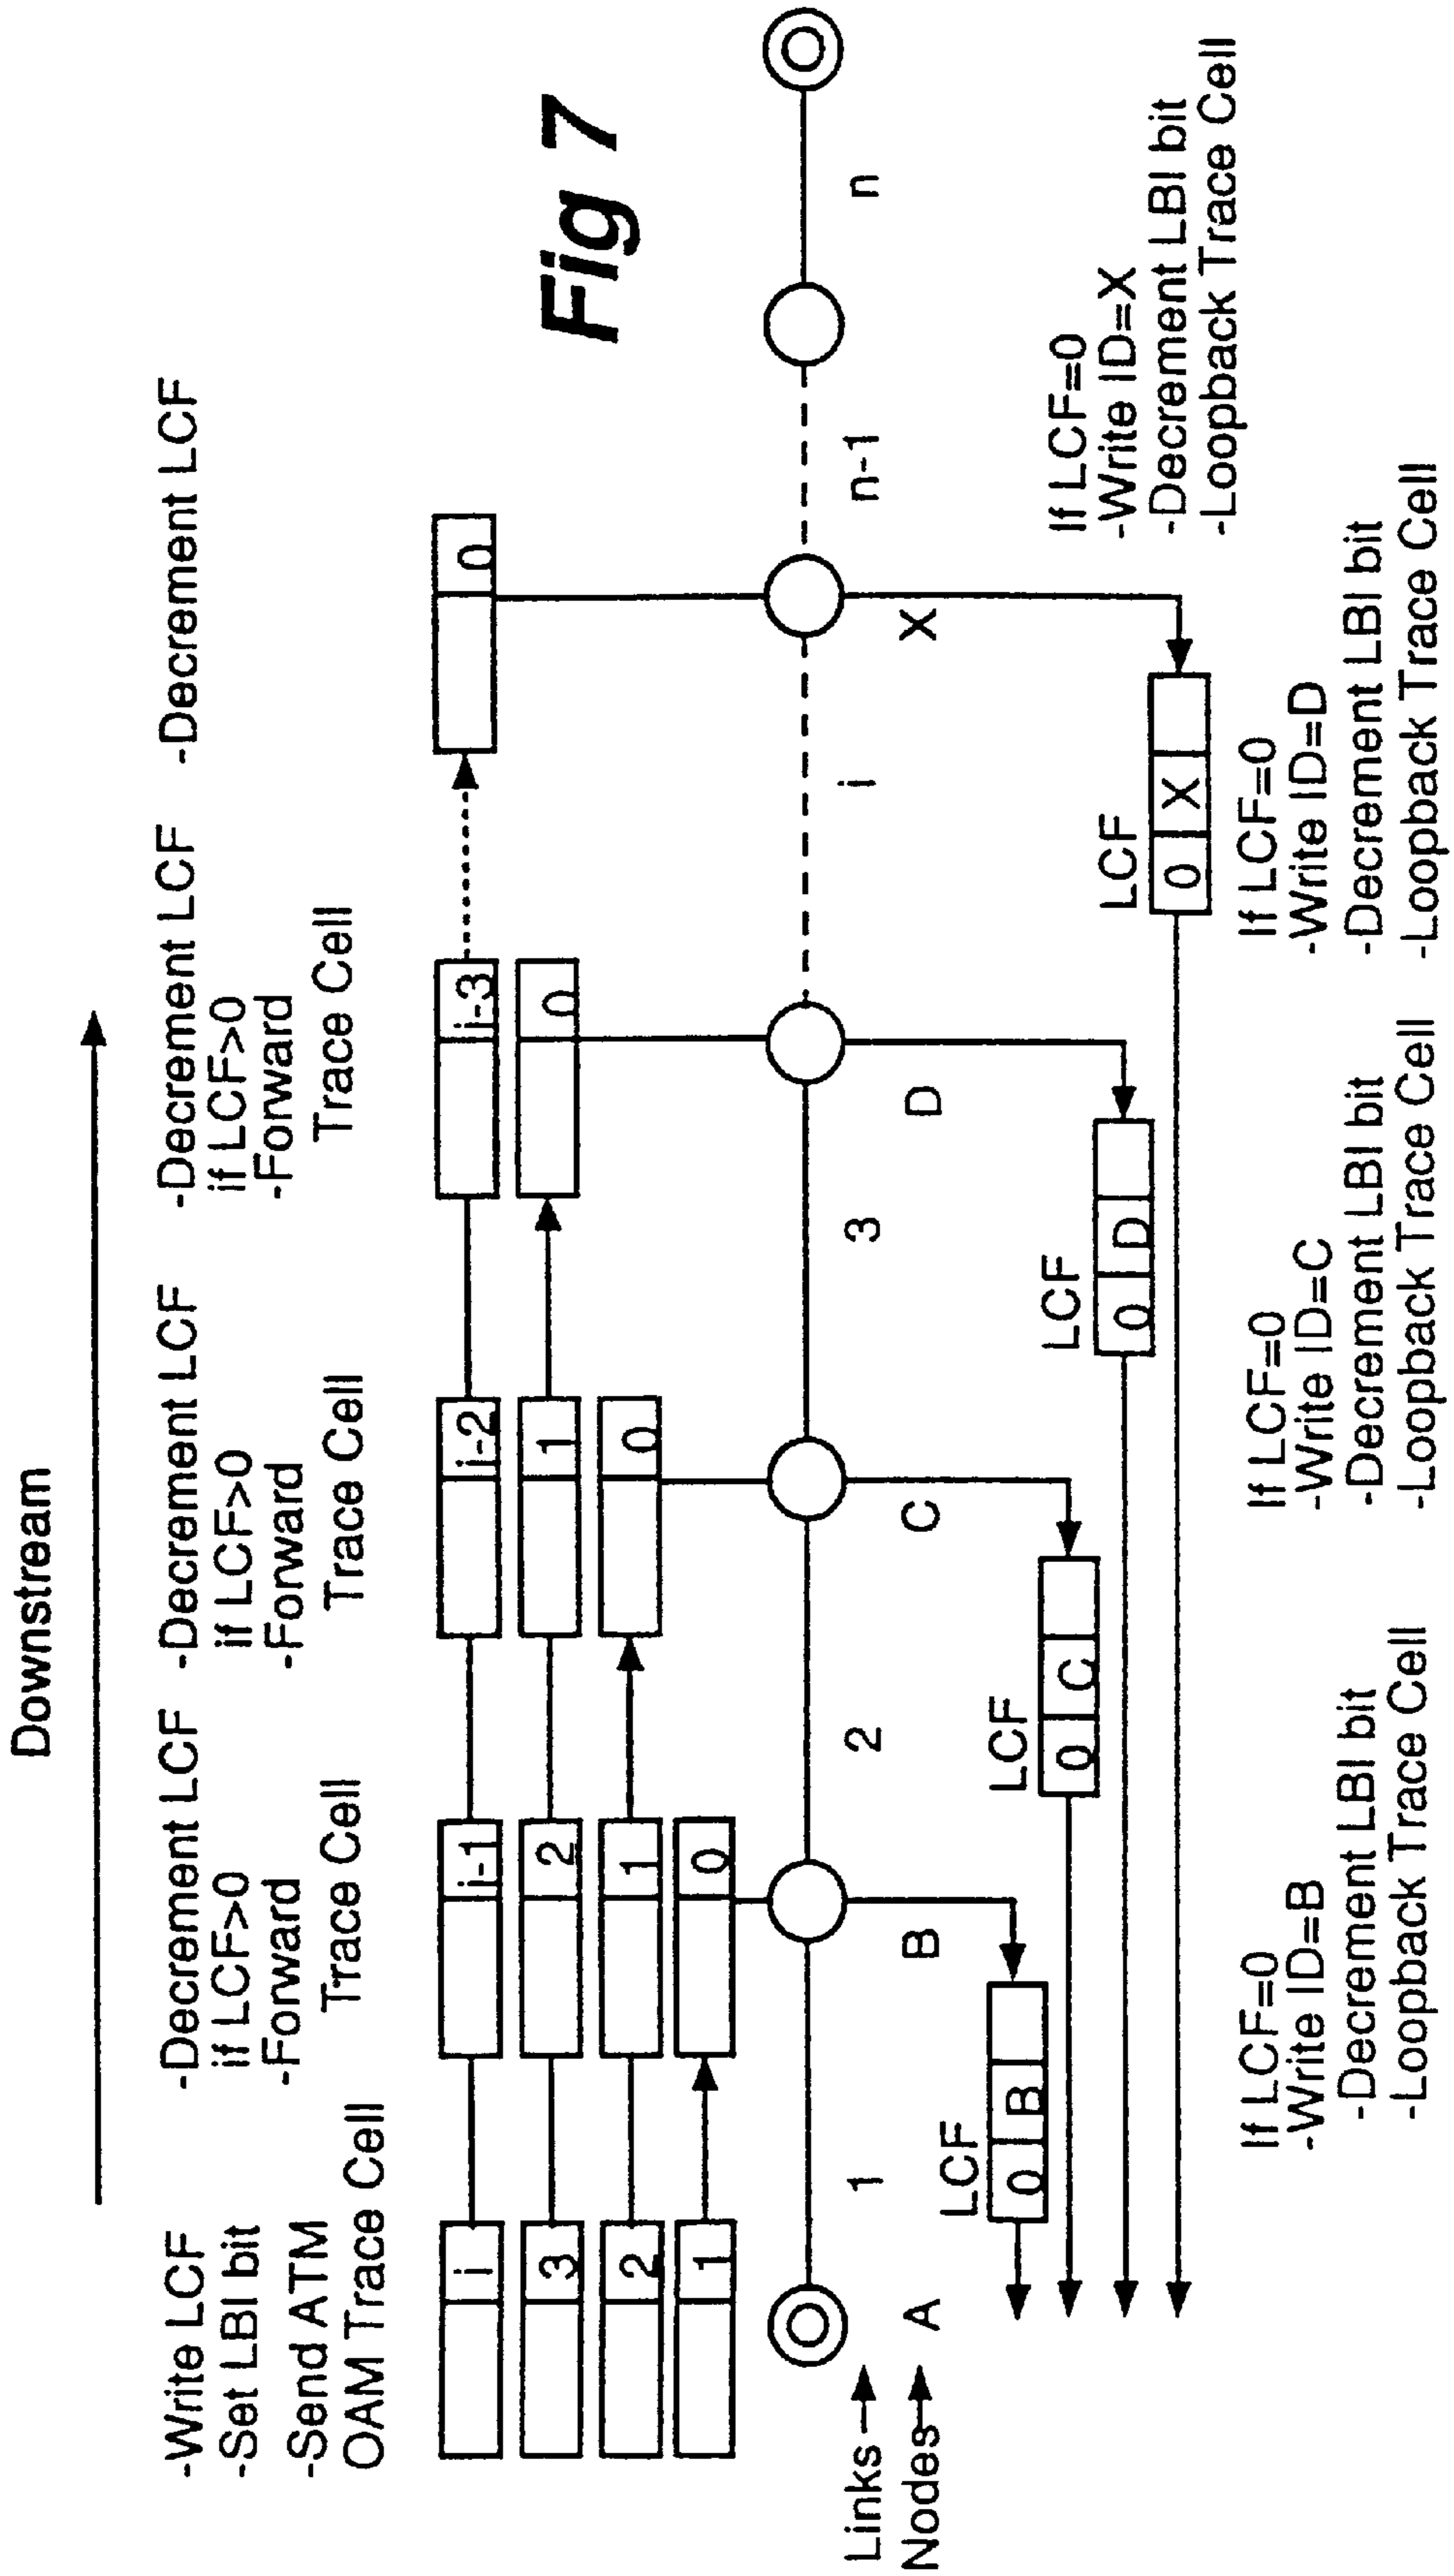 Downstream
-Write LCF
-Set LBI bit
-Send ATM
OAM Trace Cell
-Decrement LCF
if LCF>0
-Forward
Trace Cell
-Decrement LCF
if LCF>0
-Forward
Trace Cell
-Decrement LCF
if LCF>0
-Forward
Trace Cell
-Decrement LCF
i
i-1
i-2
i-3
0
3
2
1
0
2
1
0
1
0
Fig 7
Links
1
2
3
i
n-1
n
Nodes
A
B
C
D
X
LCF
0 B
LCF
0 C
LCF
0 D
LCF
0 X
If LCF=0
-Write ID=B
-Decrement LBI bit
-Loopback Trace Cell
If LCF=0
-Write ID=C
-Decrement LBI bit
-Loopback Trace Cell
If LCF=0
-Write ID=D
-Decrement LBI bit
-Loopback Trace Cell
If LCF=0
-Write ID=X
-Decrement LBI bit
-Loopback Trace Cell